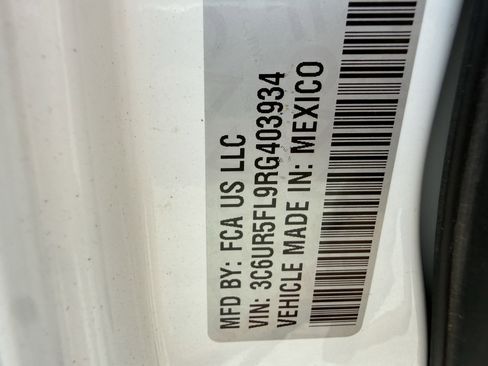 MFD BY: FCA US LLC
VIN: 3C6UR5FL9RG403934
VEHICLE MADE IN: MEXICO